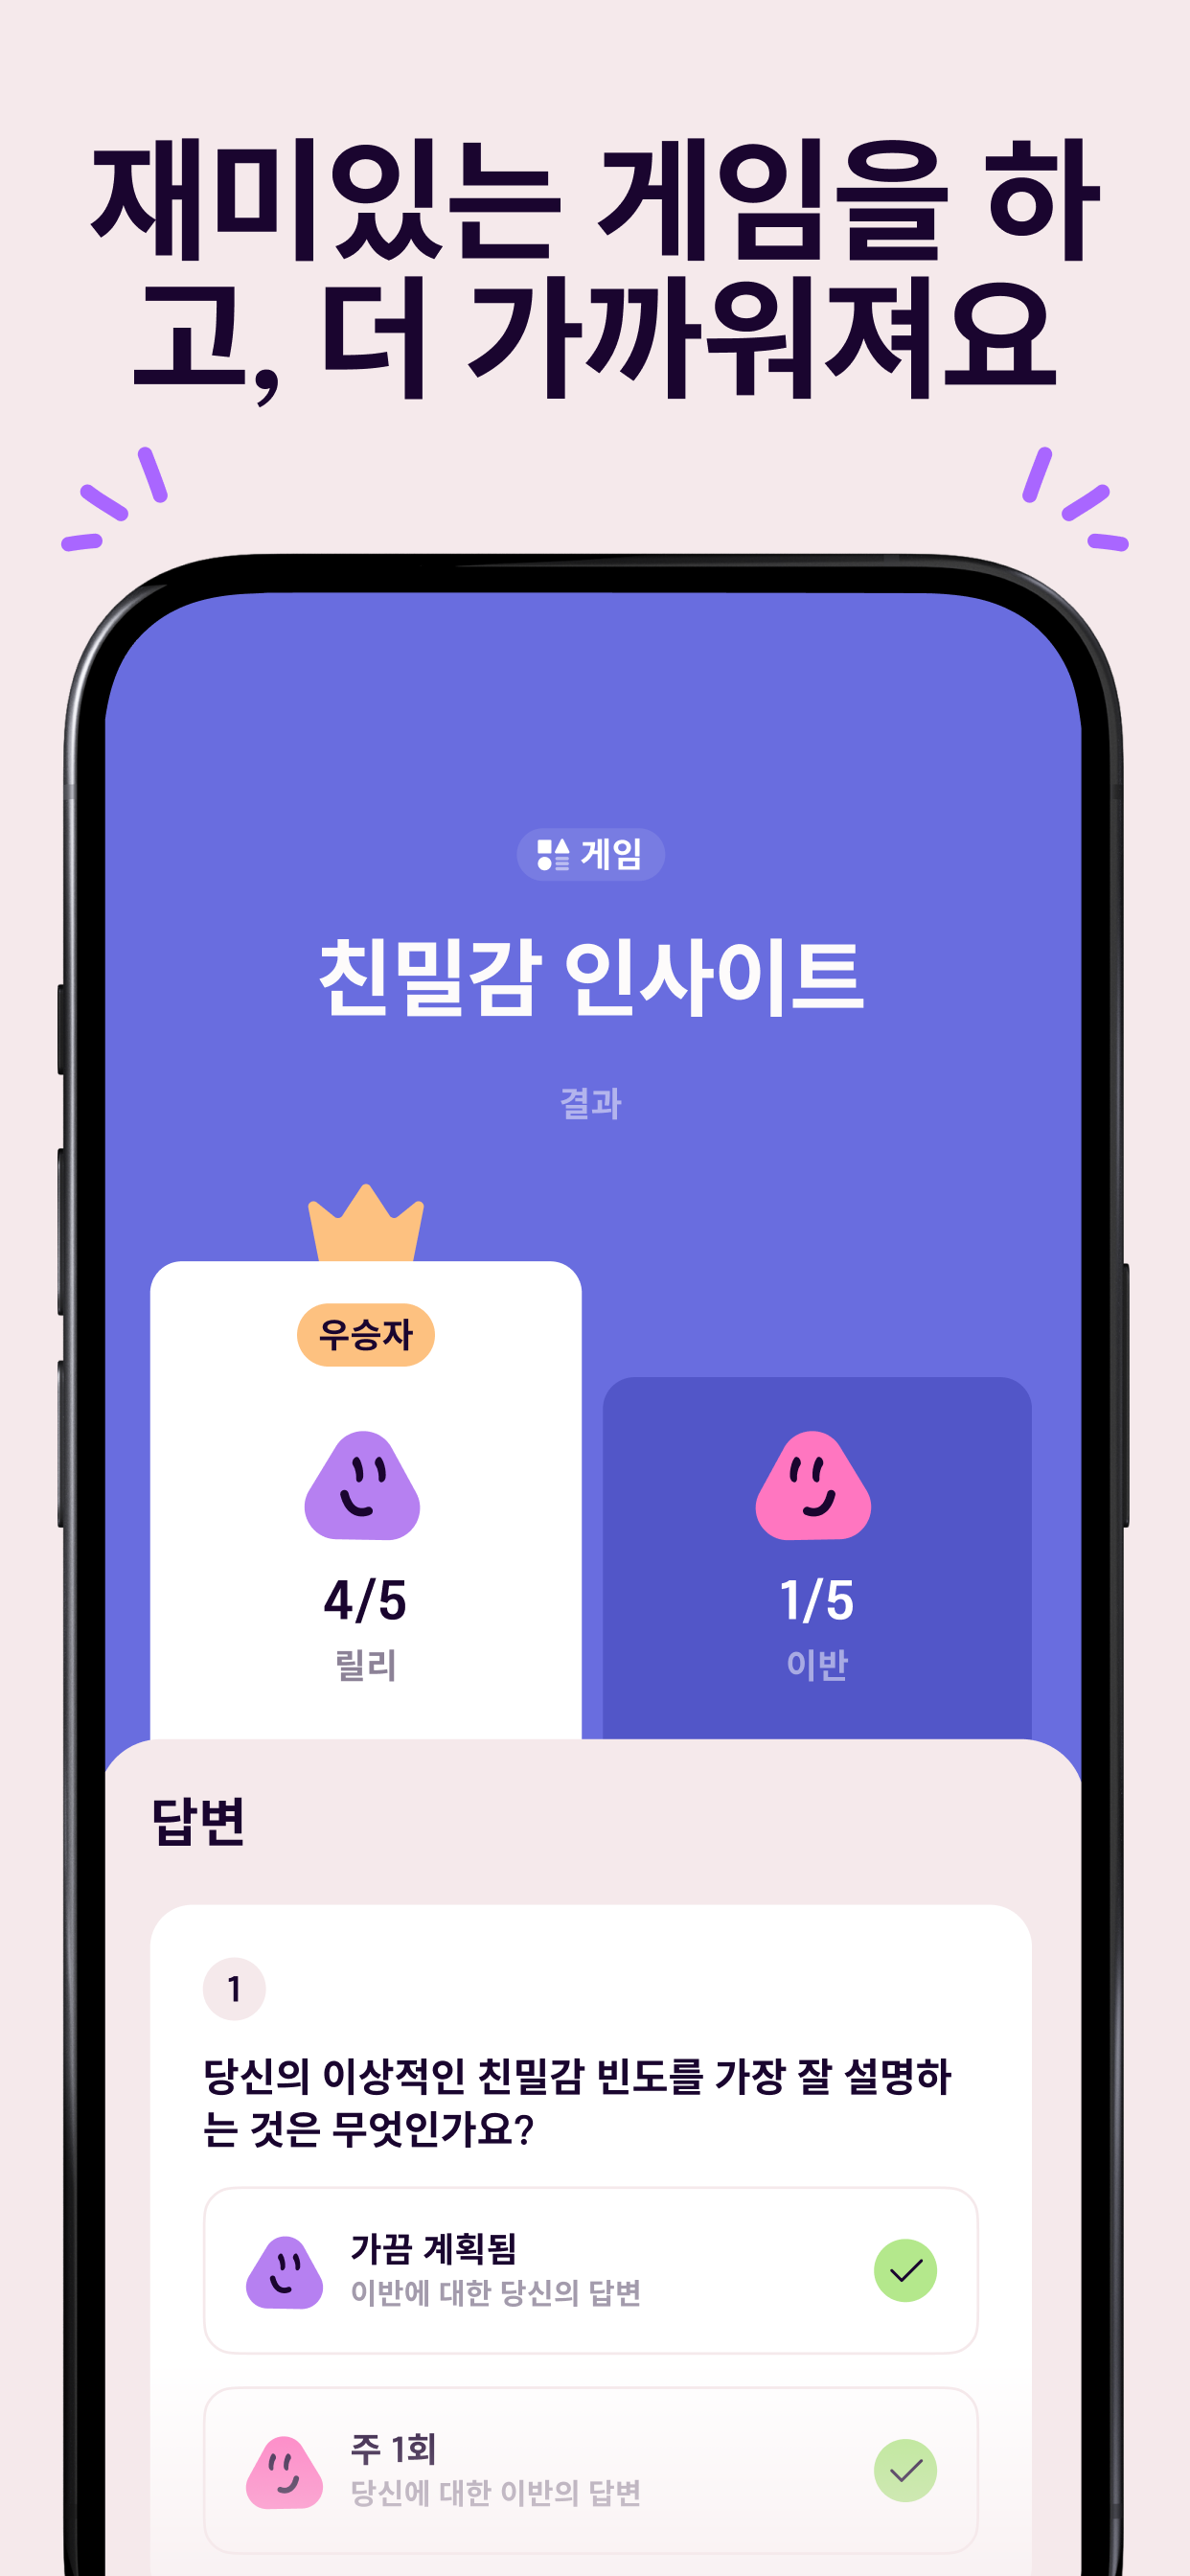 재미있는 게임을 하
고, 더 가까워져요
게임
친밀감 인사이트
결과
우승자
4/5
릴리
1/5
이반
답변
1
당신의 이상적인 친밀감 빈도를 가장 잘 설명하
는 것은 무엇인가요?
가끔 계획됨
이반에 대한 당신의 답변
주 1회
당신에 대한 이반의 답변